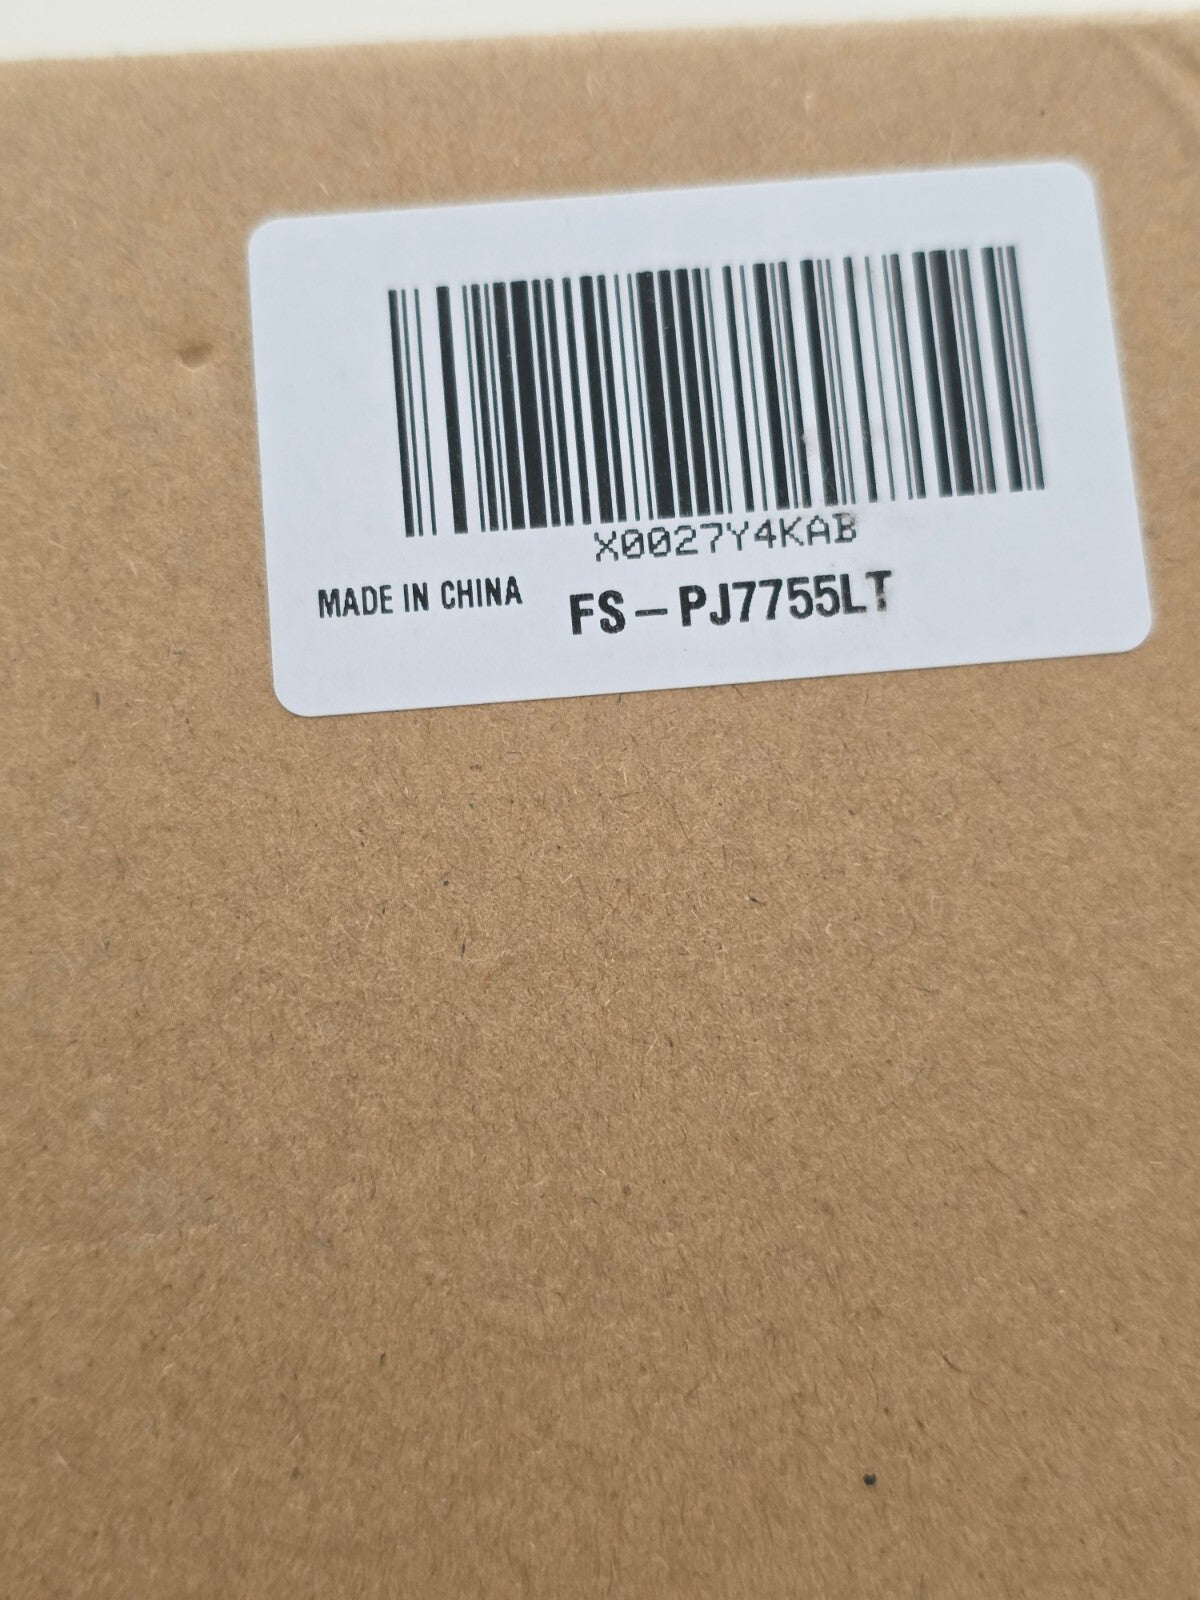 X0027Y4KAB
MADE IN CHINA FS-PJ7755LT